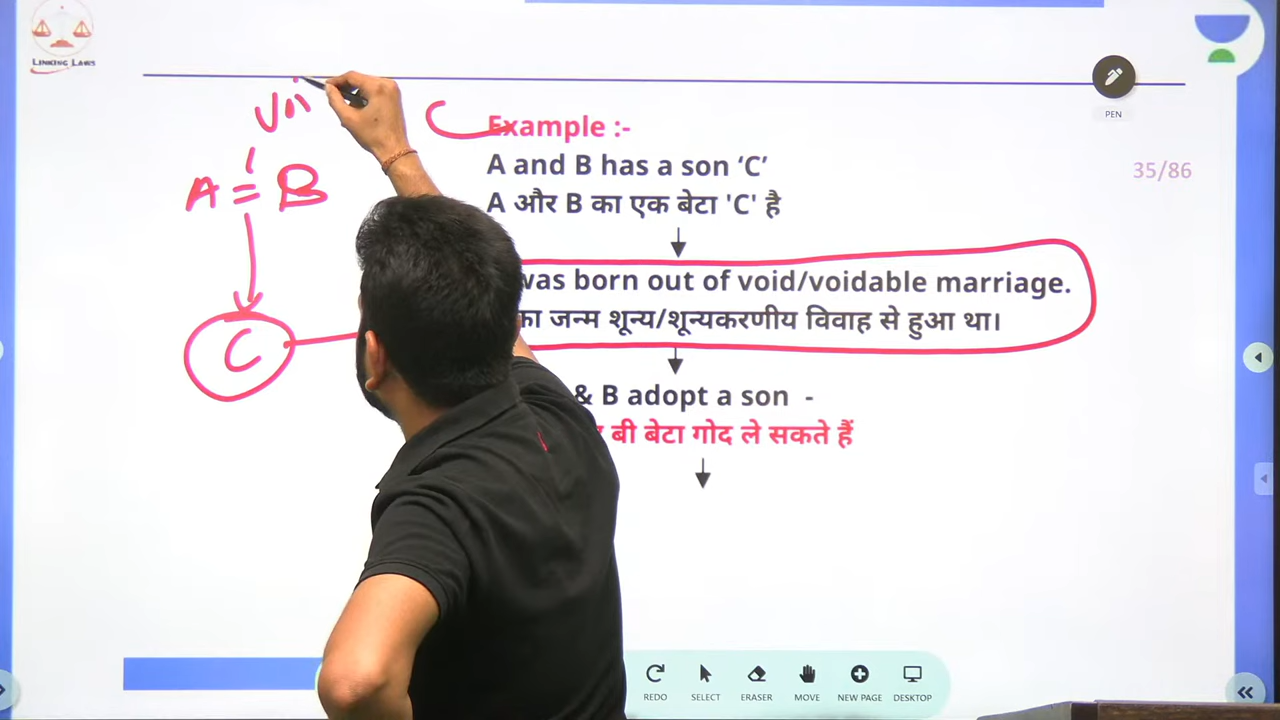 LINKING LAWS
Voi
A = B
C
Example :-
A and B has a son ‘C’
A और B का एक बेटा 'C' है
was born out of void/voidable marriage.
का जन्म शून्य/शून्यकरणीय विवाह से हुआ था।
& B adopt a son -
बी बेटा गोद ले सकते हैं
PEN
35/86
REDO
SELECT
ERASER
MOVE
NEW PAGE
DESKTOP